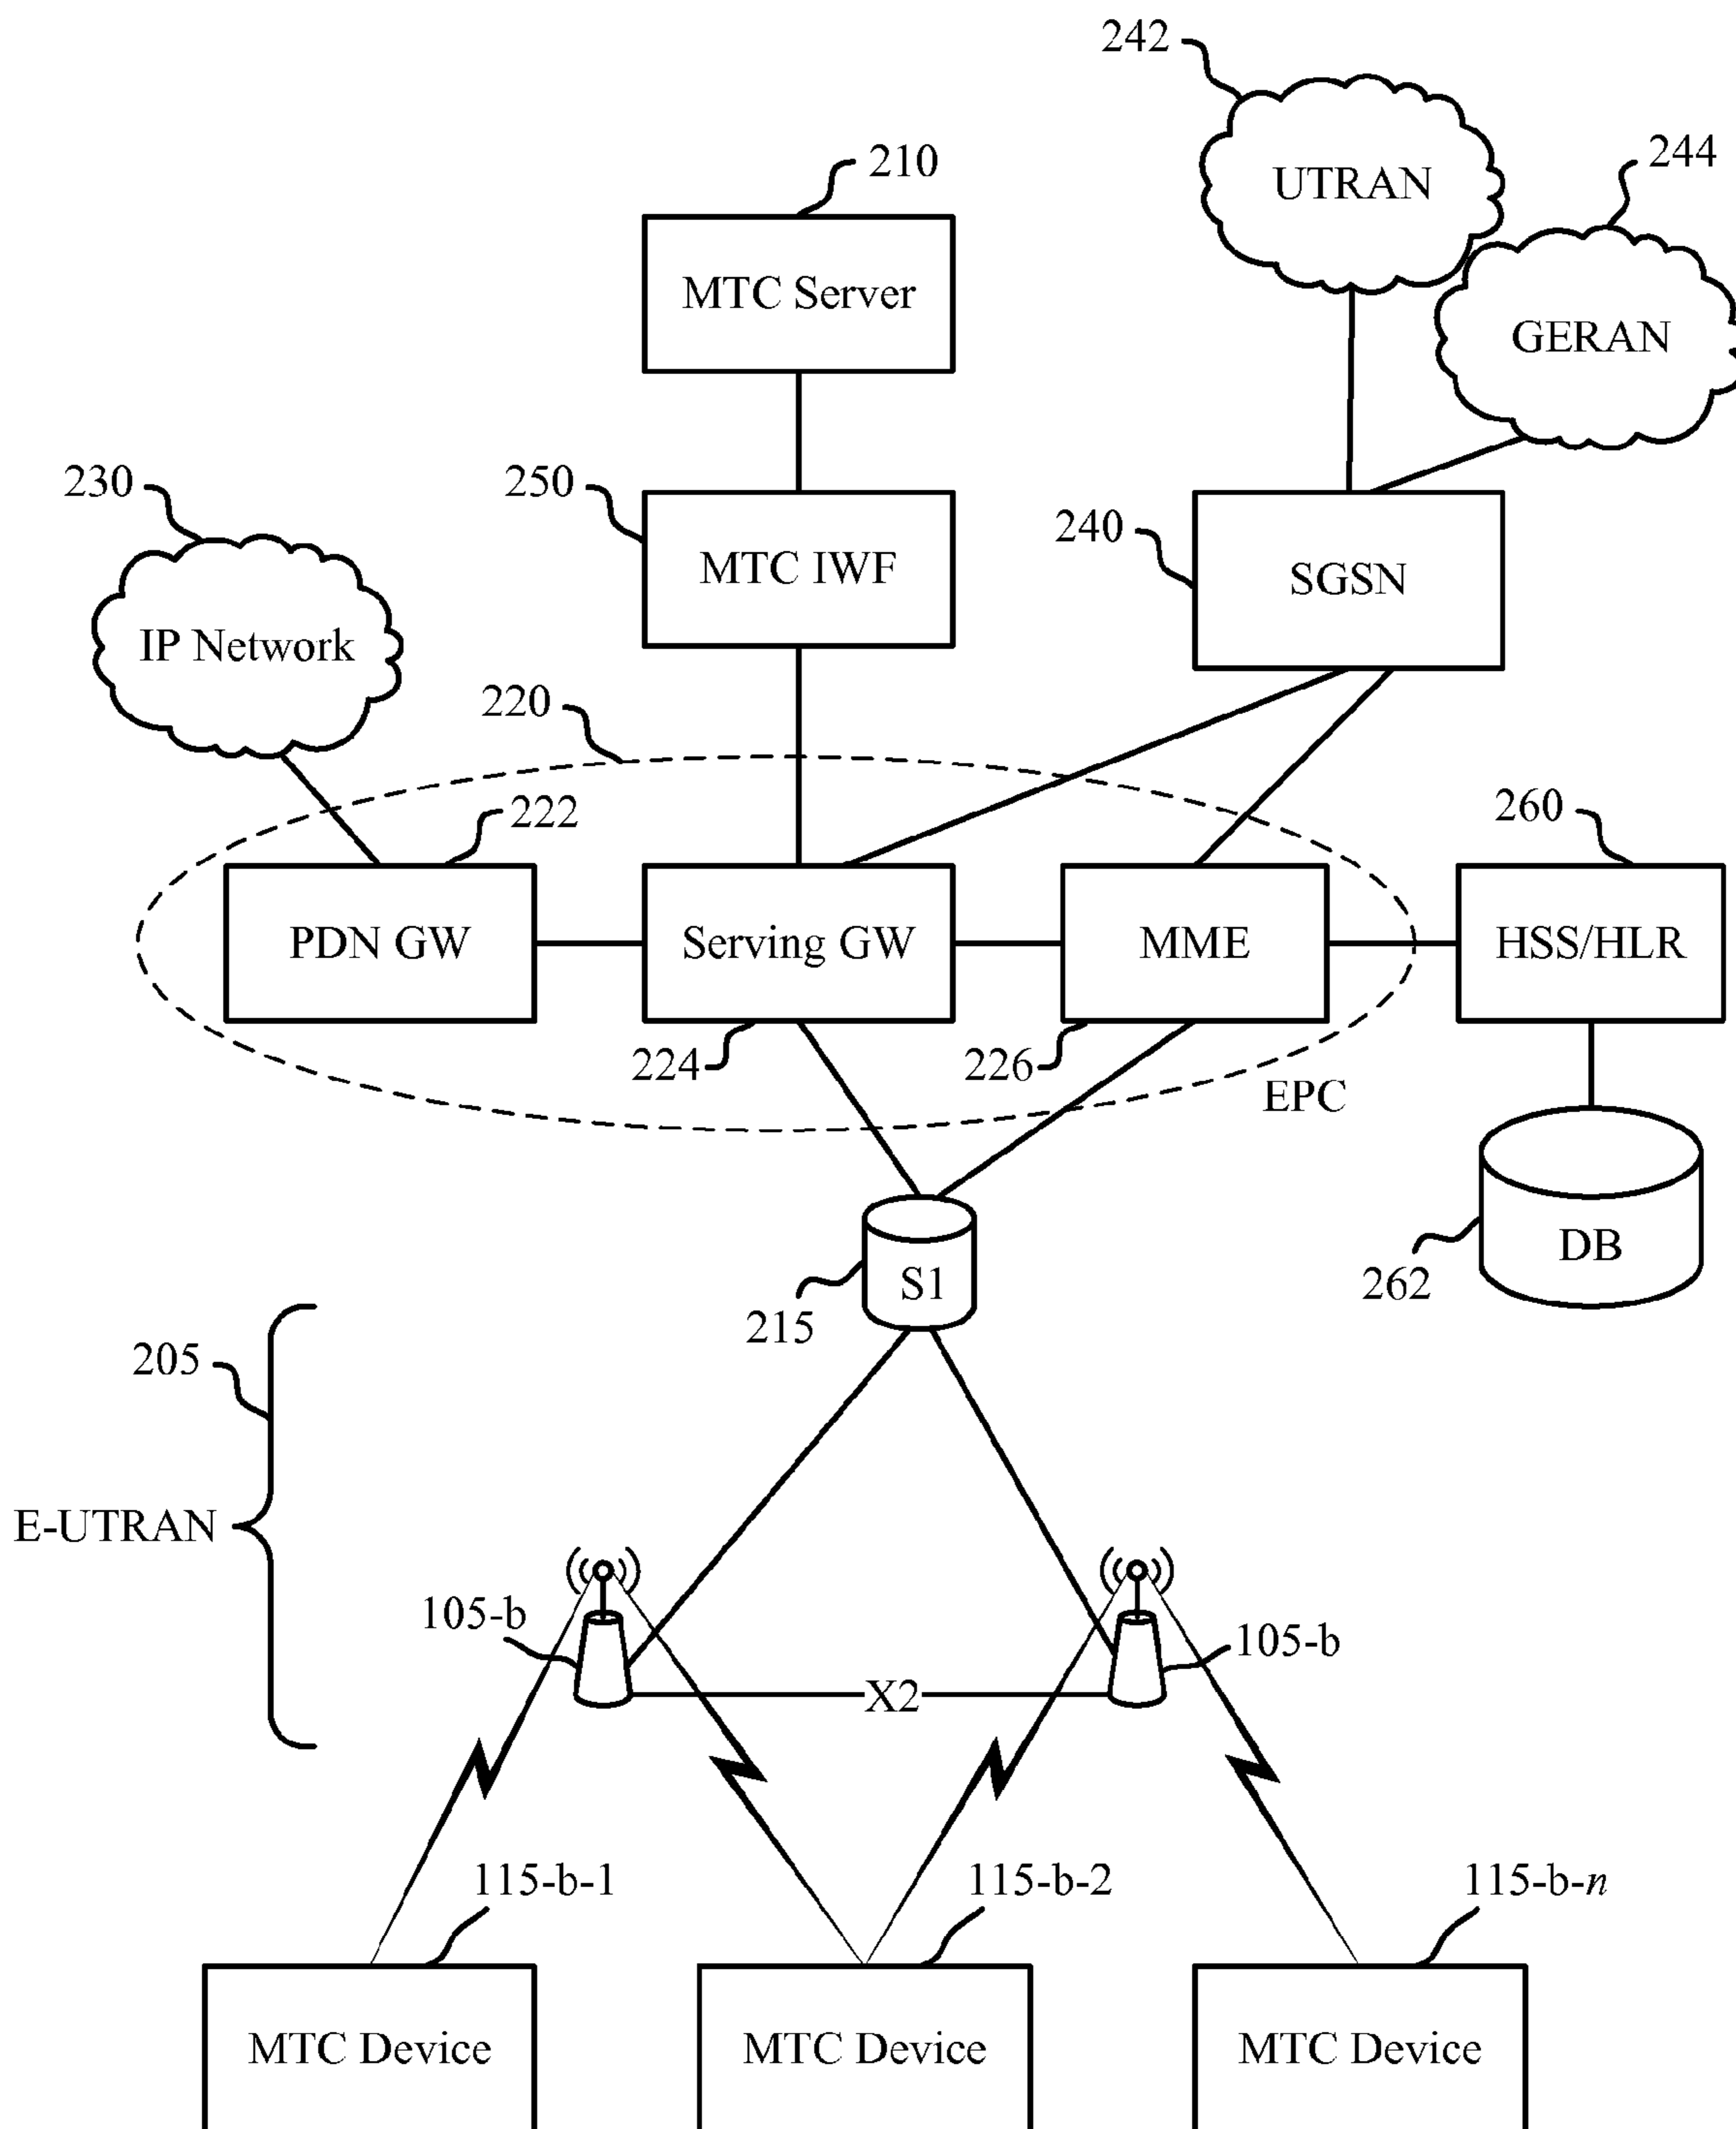 242
210
244
UTRAN
MTC Server
GERAN
230
250
240
MTC IWF
SGSN
IP Network
220
222
260
PDN GW
Serving GW
MME
HSS/HLR
224
226
EPC
S1
DB
262
215
205
E-UTRAN
105-b
105-b
X2
115-b-1
115-b-2
115-b-n
MTC Device
MTC Device
MTC Device